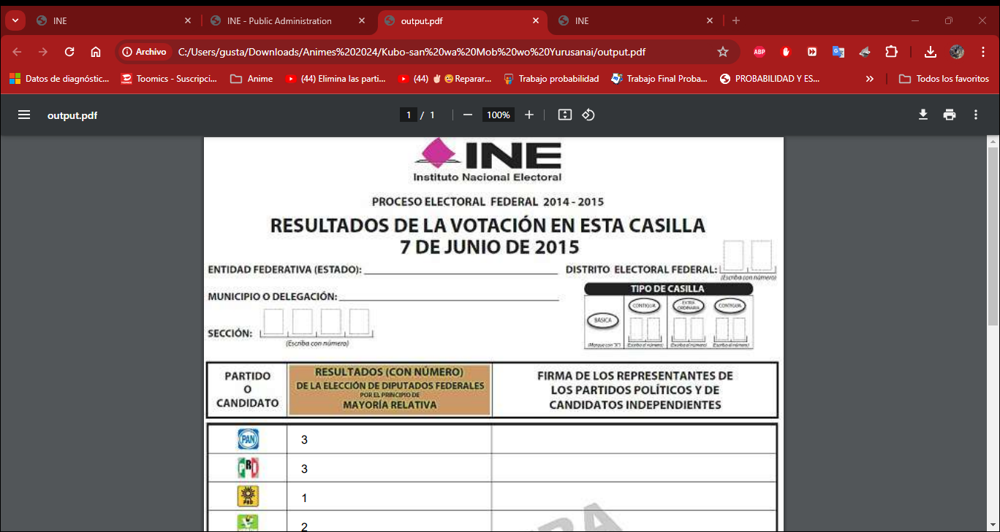 INE
INE - Public Administration
output.pdf
INE
Archivo
C:/Users/gusta/Downloads/Animes%202024/Kubo-san%20wa%20Mob%20wo%20Yurusanai/output.pdf
ABP
Datos de diagnóstic...
Toomics - Suscripci...
Anime
(44) Elimina las parti...
(44) ✌😊Reparar...
Trabajo probabilidad
Trabajo Final Proba...
PROBABILIDAD Y ES...
Todos los favoritos
output.pdf
1 / 1
100%
INE
Instituto Nacional Electoral
PROCESO ELECTORAL FEDERAL 2014 - 2015
RESULTADOS DE LA VOTACIÓN EN ESTA CASILLA
7 DE JUNIO DE 2015
ENTIDAD FEDERATIVA (ESTADO):
DISTRITO ELECTORAL FEDERAL:
(Escriba con número)
MUNICIPIO O DELEGACIÓN:
TIPO DE CASILLA
BÁSICA
CONTIGUA
EXTRA ORDINARIA
CONTIGUA
(Marque con "X")
(Escriba el número)
(Escriba el número)
(Escriba el número)
SECCIÓN:
(Escriba con número)
PARTIDO
O
CANDIDATO
RESULTADOS (CON NÚMERO)
DE LA ELECCIÓN DE DIPUTADOS FEDERALES
POR EL PRINCIPIO DE
MAYORÍA RELATIVA
FIRMA DE LOS REPRESENTANTES DE
LOS PARTIDOS POLÍTICOS Y DE
CANDIDATOS INDEPENDIENTES
PAN
3
PRD
3
1
2